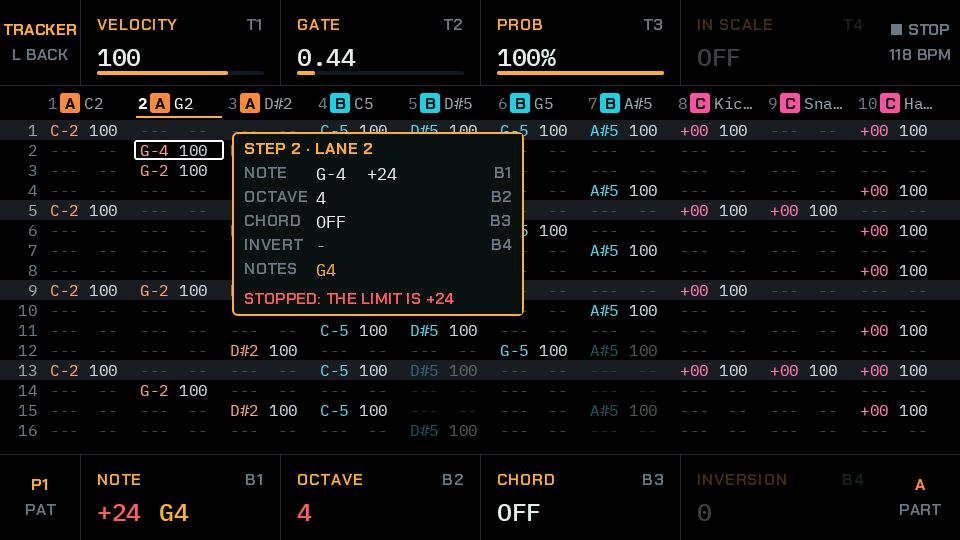 TRACKER VELOCITY T1 GATE T2 PROB T3 IN SCALE T4 STOP
L BACK 100 0.44 100% OFF 118 BPM
1 A C2 2 A G2 3 A D#2 4 B C5 5 B D#5 6 B G5 7 B A#5 8 C Kic… 9 C Sna… 10 C Ha…
1 C-2 100 --- -- --- -- C-5 100 D#5 100 G-5 100 A#5 100 +00 100 --- -- +00 100
2 --- -- G-4 100 --- -- --- -- --- -- --- --
STEP 2 · LANE 2
3 --- -- G-2 100 --- -- --- -- --- -- --- --
NOTE G-4 +24 B1
4 --- -- --- -- A#5 100 --- -- --- -- +00 100
OCTAVE 4 B2
5 C-2 100 --- -- --- -- +00 100 +00 100 --- --
CHORD OFF B3
6 --- -- --- -- 5 100 --- -- --- -- --- -- +00 100
INVERT - B4
7 --- -- --- -- A#5 100 --- -- --- -- --- --
NOTES G4
8 --- -- --- -- --- -- --- -- --- -- +00 100
9 C-2 100 G-2 100 --- -- +00 100 --- -- --- --
STOPPED: THE LIMIT IS +24
10 --- -- --- -- A#5 100 --- -- --- -- --- --
11 --- -- --- -- --- -- C-5 100 D#5 100 --- -- --- -- --- -- --- -- +00 100
12 --- -- --- -- D#2 100 --- -- --- -- G-5 100 A#5 100 --- -- --- -- --- --
13 C-2 100 --- -- --- -- C-5 100 D#5 100 --- -- --- -- +00 100 +00 100 +00 100
14 --- -- G-2 100 --- -- --- -- --- -- --- -- --- -- --- -- --- -- --- --
15 --- -- --- -- D#2 100 C-5 100 --- -- --- -- A#5 100 --- -- --- -- +00 100
16 --- -- --- -- --- -- --- -- D#5 100 --- -- --- -- --- -- --- -- --- --
P1 NOTE B1 OCTAVE B2 CHORD B3 INVERSION B4 A
PAT +24 G4 4 OFF 0 PART